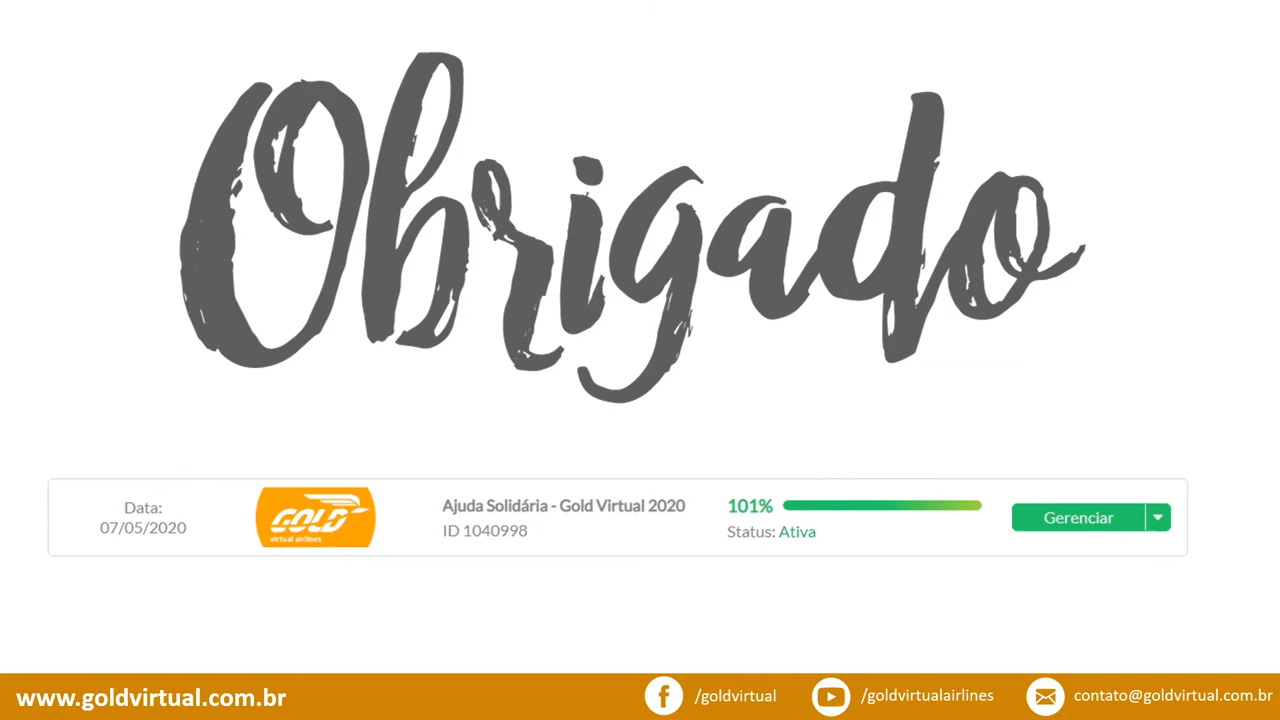 Obrigado
Data:
07/05/2020
GOLD
virtual airlines
Ajuda Solidária - Gold Virtual 2020
ID 1040998
101%
Status: Ativa
Gerenciar
www.goldvirtual.com.br
/goldvirtual
/goldvirtualairlines
contato@goldvirtual.com.br